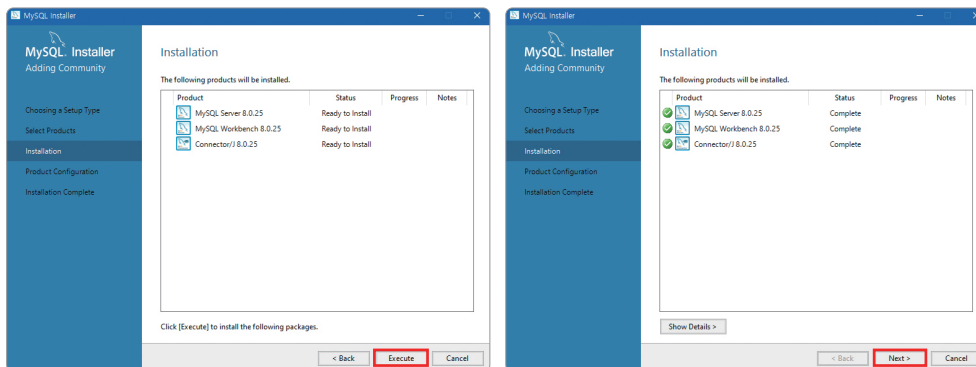 MySQL Installer
MySQL. Installer
Adding Community
Choosing a Setup Type
Select Products
Installation
Product Configuration
Installation Complete
Installation
The following products will be installed.
Product Status Progress Notes
MySQL Server 8.0.25 Ready to Install
MySQL Workbench 8.0.25 Ready to Install
Connector/J 8.0.25 Ready to Install
Click [Execute] to install the following packages.
< Back Execute Cancel
MySQL Installer
MySQL. Installer
Adding Community
Choosing a Setup Type
Select Products
Installation
Product Configuration
Installation Complete
Installation
The following products will be installed.
Product Status Progress Notes
MySQL Server 8.0.25 Complete
MySQL Workbench 8.0.25 Complete
Connector/J 8.0.25 Complete
Show Details >
< Back Next > Cancel